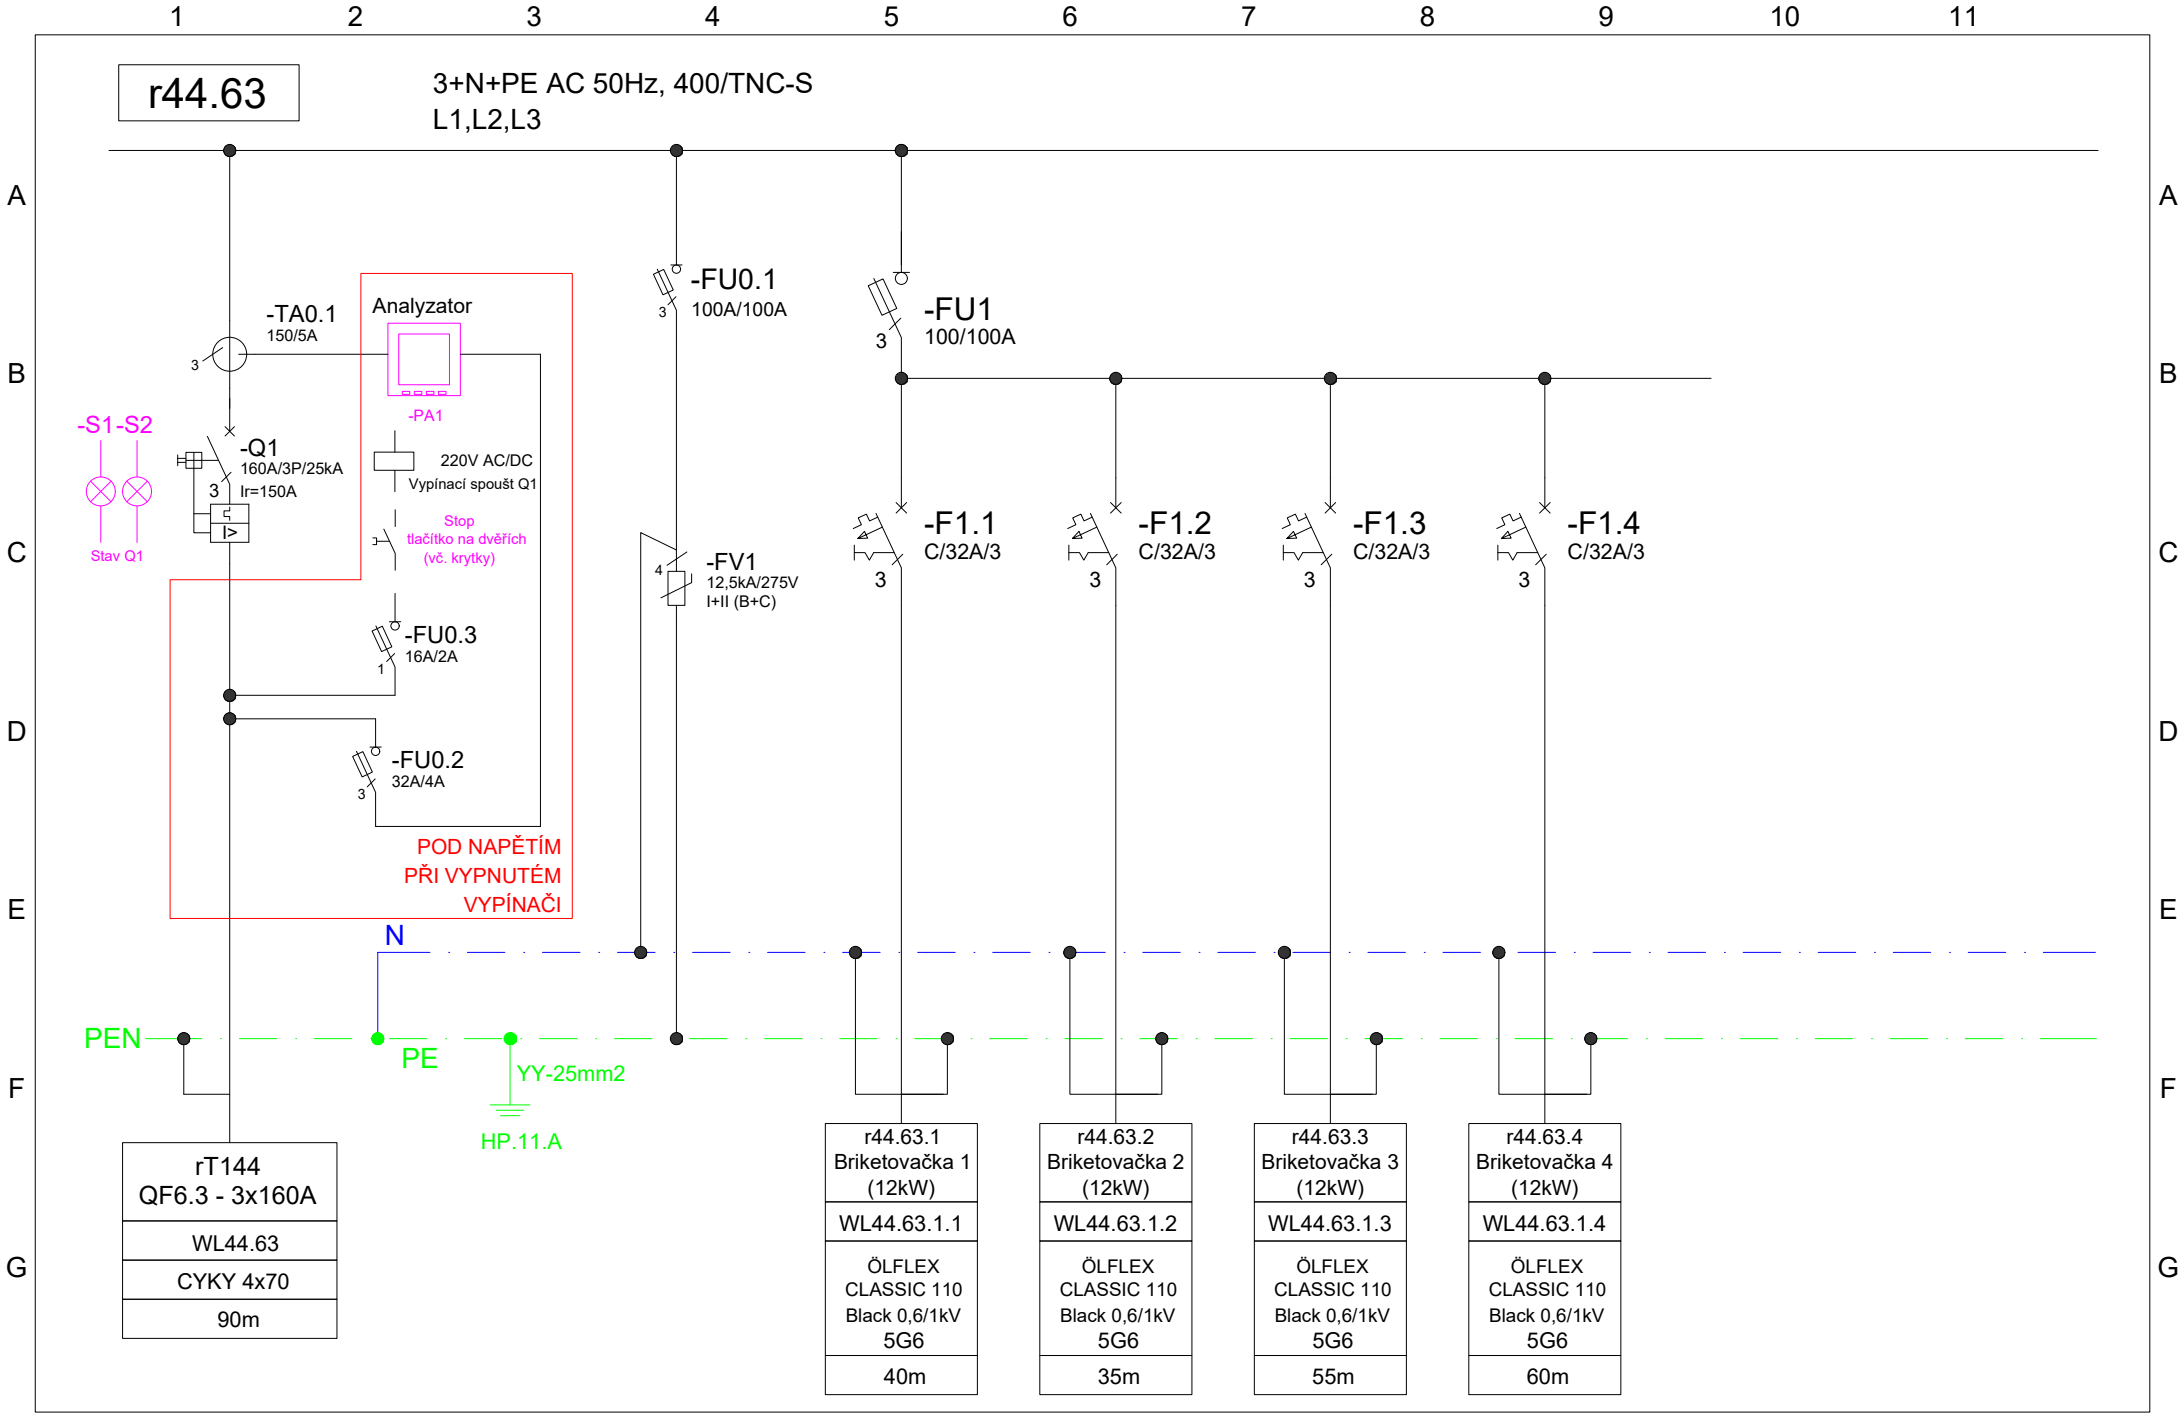 1 2 3 4 5 6 7 8 9 10 11
r44.63
3+N+PE AC 50Hz, 400/TNC-S
L1,L2,L3
A A
B B
C C
D D
E E
F F
G G
-TA0.1
150/5A
3
Analyzator
-PA1
-S1 -S2
Stav Q1
-Q1
160A/3P/25kA
3
Ir=150A
I>
220V AC/DC
Vypínací spoušt Q1
Stop
tlačítko na dvěřích
(vč. krytky)
-FU0.3
16A/2A
1
-FU0.2
32A/4A
3
POD NAPĚTÍM
PŘI VYPNUTÉM
VYPÍNAČI
-FU0.1
100A/100A
3
-FV1
12,5kA/275V
I+II (B+C)
4
-FU1
100/100A
3
-F1.1
C/32A/3
3
-F1.2
C/32A/3
3
-F1.3
C/32A/3
3
-F1.4
C/32A/3
3
N
PEN
PE
YY-25mm2
HP.11.A
rT144
QF6.3 - 3x160A
WL44.63
CYKY 4x70
90m
r44.63.1
Briketovačka 1
(12kW)
WL44.63.1.1
ÖLFLEX
CLASSIC 110
Black 0,6/1kV
5G6
40m
r44.63.2
Briketovačka 2
(12kW)
WL44.63.1.2
ÖLFLEX
CLASSIC 110
Black 0,6/1kV
5G6
35m
r44.63.3
Briketovačka 3
(12kW)
WL44.63.1.3
ÖLFLEX
CLASSIC 110
Black 0,6/1kV
5G6
55m
r44.63.4
Briketovačka 4
(12kW)
WL44.63.1.4
ÖLFLEX
CLASSIC 110
Black 0,6/1kV
5G6
60m